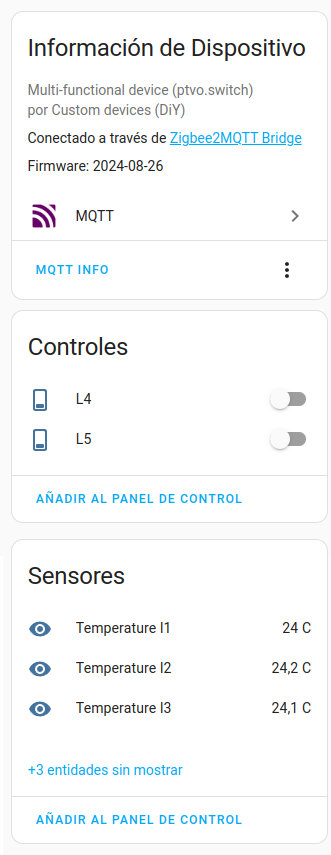 Información de Dispositivo
Multi-functional device (ptvo.switch)
por Custom devices (DiY)
Conectado a través de Zigbee2MQTT Bridge
Firmware: 2024-08-26
MQTT
MQTT INFO
Controles
L4
L5
AÑADIR AL PANEL DE CONTROL
Sensores
Temperature l1 24 C
Temperature l2 24,2 C
Temperature l3 24,1 C
+3 entidades sin mostrar
AÑADIR AL PANEL DE CONTROL